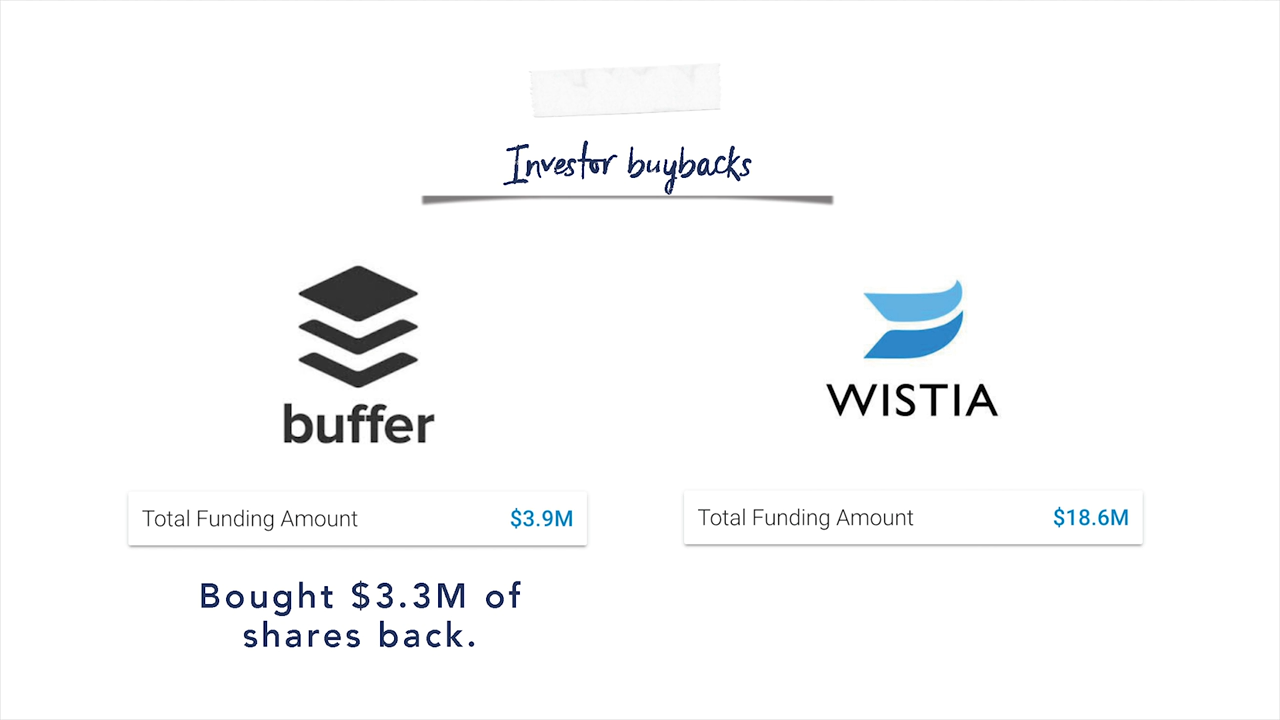 Investor buybacks
buffer
WISTIA
Total Funding Amount $3.9M
Total Funding Amount $18.6M
Bought $3.3M of
shares back.